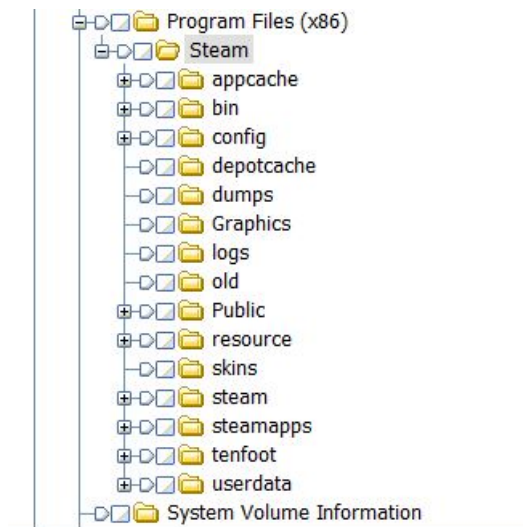 Program Files (x86)
Steam
appcache
bin
config
depotcache
dumps
Graphics
logs
old
Public
resource
skins
steam
steamapps
tenfoot
userdata
System Volume Information